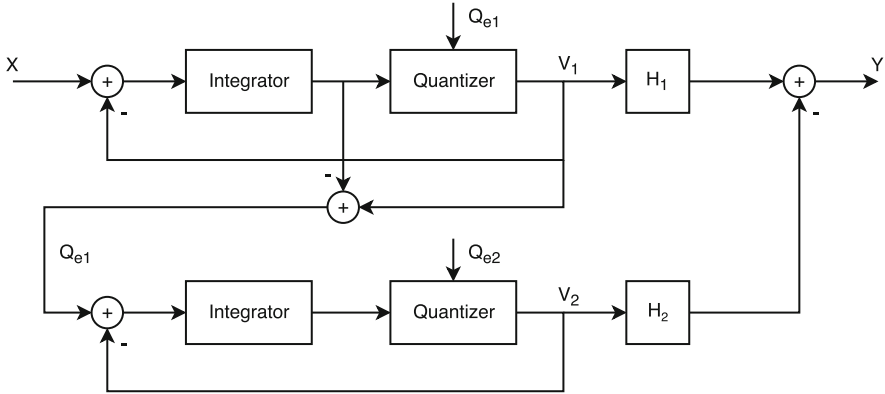 Qe1
X
+
Integrator
Quantizer
V1
H1
+
Y
-
-
-
+
Qe1
Qe2
+
Integrator
Quantizer
V2
H2
-